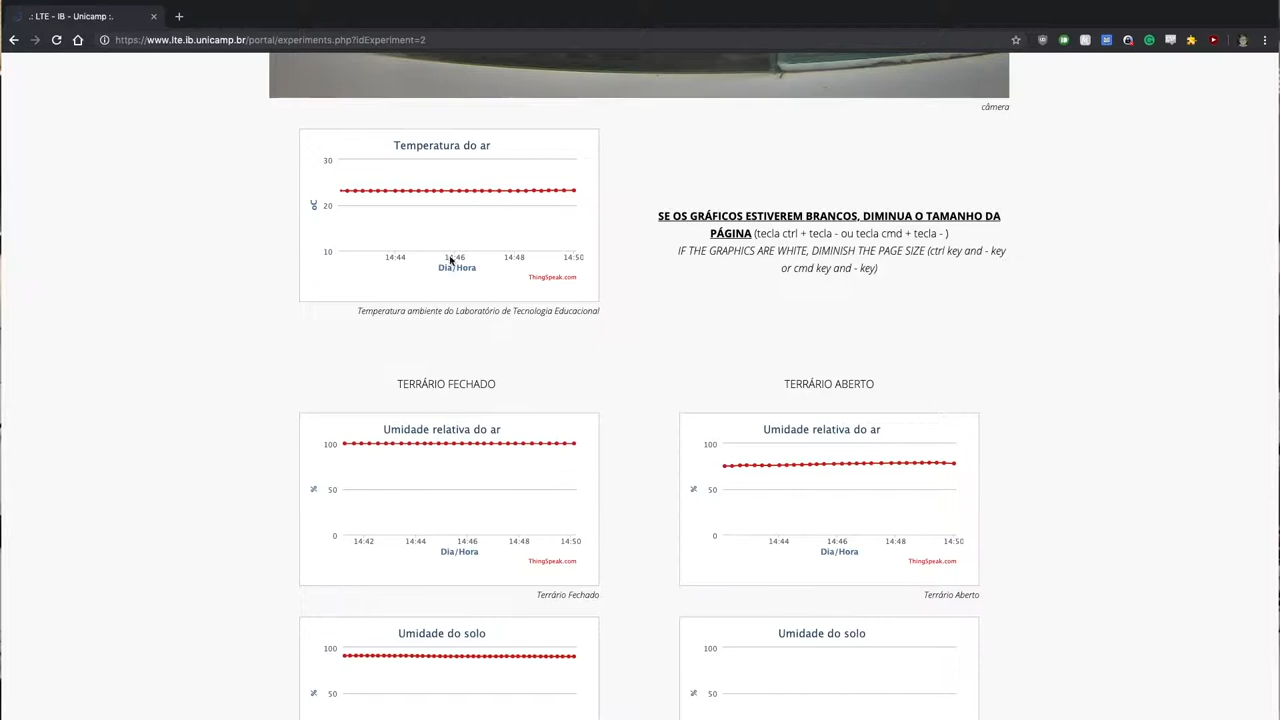 .: LTE - IB - Unicamp :.
https://www.lte.ib.unicamp.br/portal/experiments.php?idExperiment=2
câmera
Temperatura do ar
30
20
10
ºC
14:44 14:46 14:48 14:50
Dia/Hora
ThingSpeak.com
Temperatura ambiente do Laboratório de Tecnologia Educacional
SE OS GRÁFICOS ESTIVEREM BRANCOS, DIMINUA O TAMANHO DA
PÁGINA (tecla ctrl + tecla - ou tecla cmd + tecla - )
IF THE GRAPHICS ARE WHITE, DIMINISH THE PAGE SIZE (ctrl key and - key
or cmd key and - key)
TERRÁRIO FECHADO
Umidade relativa do ar
100
50
0
%
14:42 14:44 14:46 14:48 14:50
Dia/Hora
ThingSpeak.com
Terrário Fechado
TERRÁRIO ABERTO
Umidade relativa do ar
100
50
0
%
14:44 14:46 14:48 14:50
Dia/Hora
ThingSpeak.com
Terrário Aberto
Umidade do solo
100
50
%
Umidade do solo
100
50
%